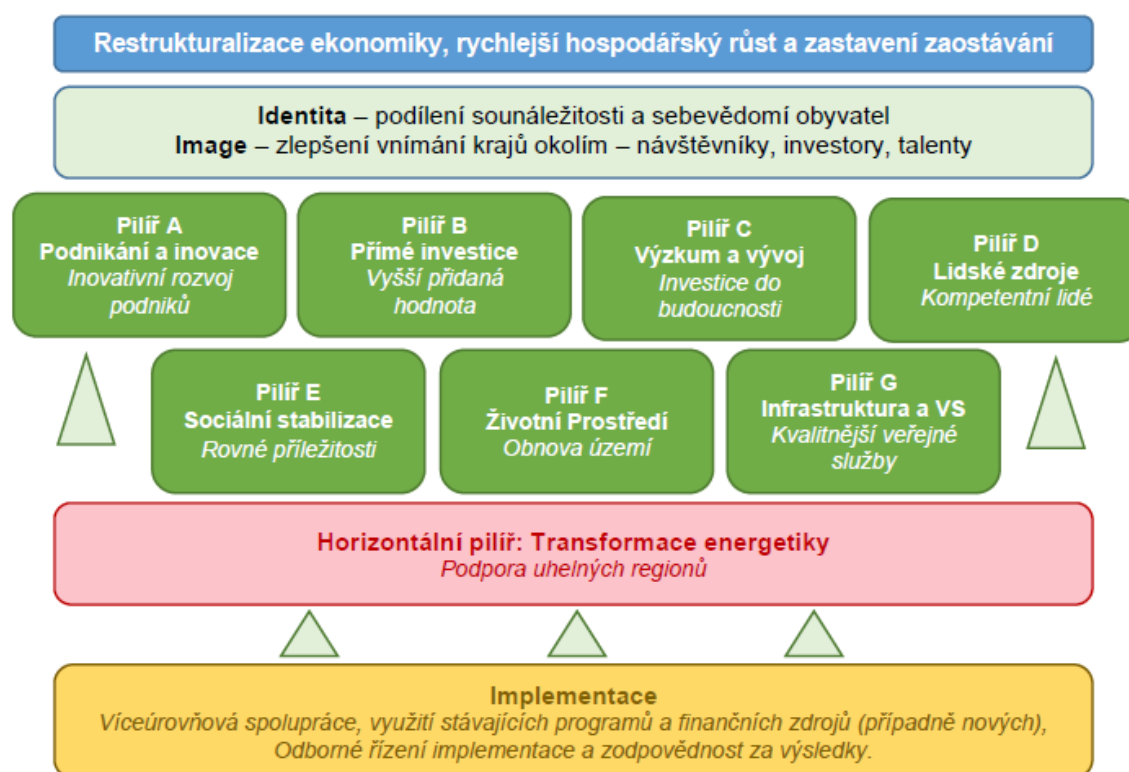 Restrukturalizace ekonomiky, rychlejší hospodářský růst a zastavení zaostávání
Identita – podílení sounáležitosti a sebevědomí obyvatel
Image – zlepšení vnímání krajů okolím – návštěvníky, investory, talenty
Pilíř A
Podnikání a inovace
Inovativní rozvoj
podniků
Pilíř B
Přímé investice
Vyšší přidaná
hodnota
Pilíř C
Výzkum a vývoj
Investice do
budoucnosti
Pilíř D
Lidské zdroje
Kompetentní lidé
Pilíř E
Sociální stabilizace
Rovné příležitosti
Pilíř F
Životní Prostředí
Obnova území
Pilíř G
Infrastruktura a VS
Kvalitnější veřejné
služby
Horizontální pilíř: Transformace energetiky
Podpora uhelných regionů
Implementace
Víceúrovňová spolupráce, využití stávajících programů a finančních zdrojů (případně nových),
Odborné řízení implementace a zodpovědnost za výsledky.